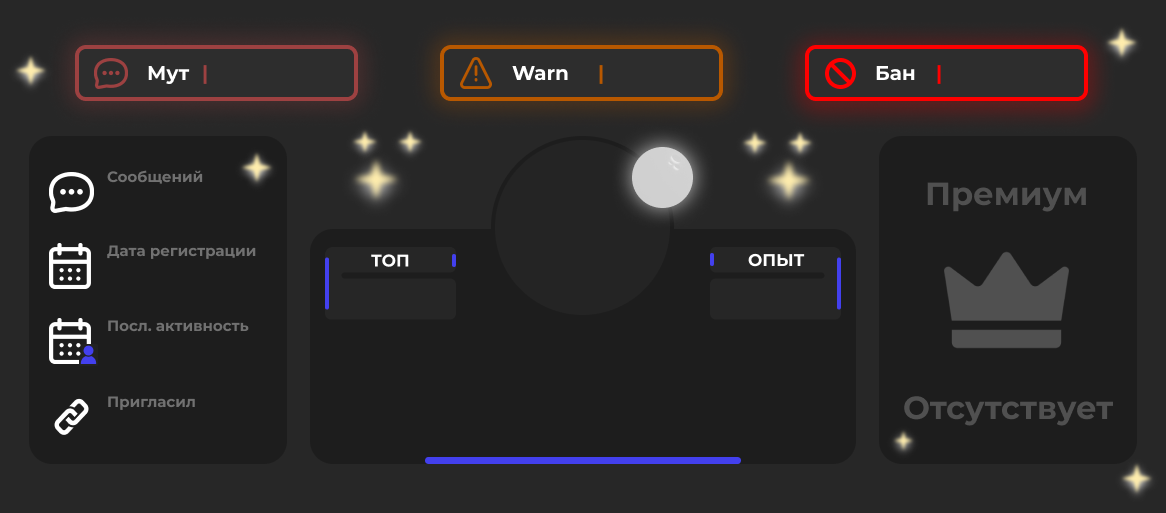 Мут |
Warn |
Бан |
Сообщений
Дата регистрации
Посл. активность
Пригласил
ТОП
ОПЫТ
Премиум
Отсутствует